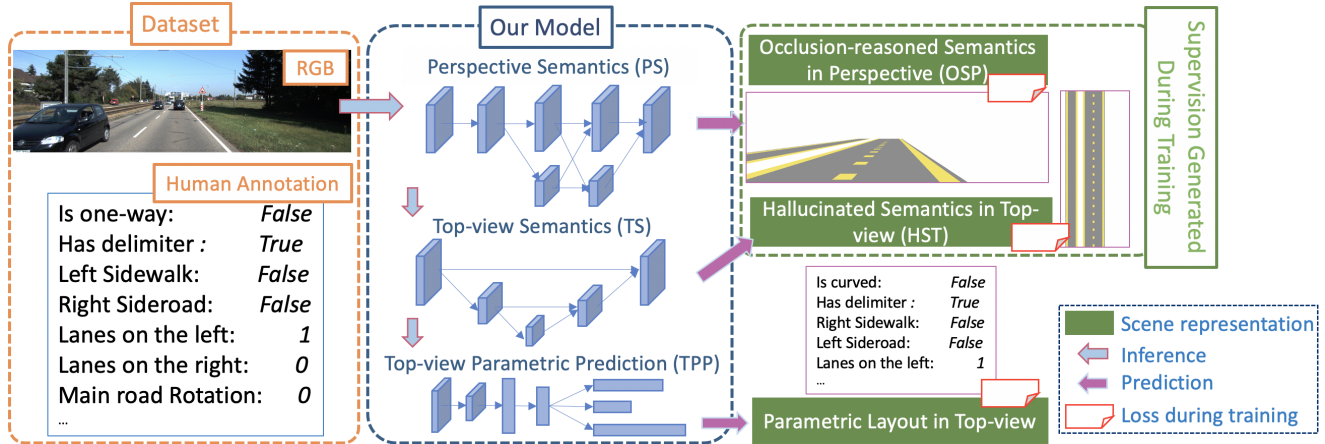 Dataset
RGB
Human Annotation
Is one-way: False
Has delimiter : True
Left Sidewalk: False
Right Sideroad: False
Lanes on the left: 1
Lanes on the right: 0
Main road Rotation: 0
...
Our Model
Perspective Semantics (PS)
Top-view Semantics (TS)
Top-view Parametric Prediction (TPP)
Occlusion-reasoned Semantics
in Perspective (OSP)
Hallucinated Semantics in Top-
view (HST)
Is curved: False
Has delimiter : True
Right Sidewalk: False
Left Sideroad: False
Lanes on the left: 1
...
Parametric Layout in Top-view
Supervision Generated
During Training
Scene representation
Inference
Prediction
Loss during training